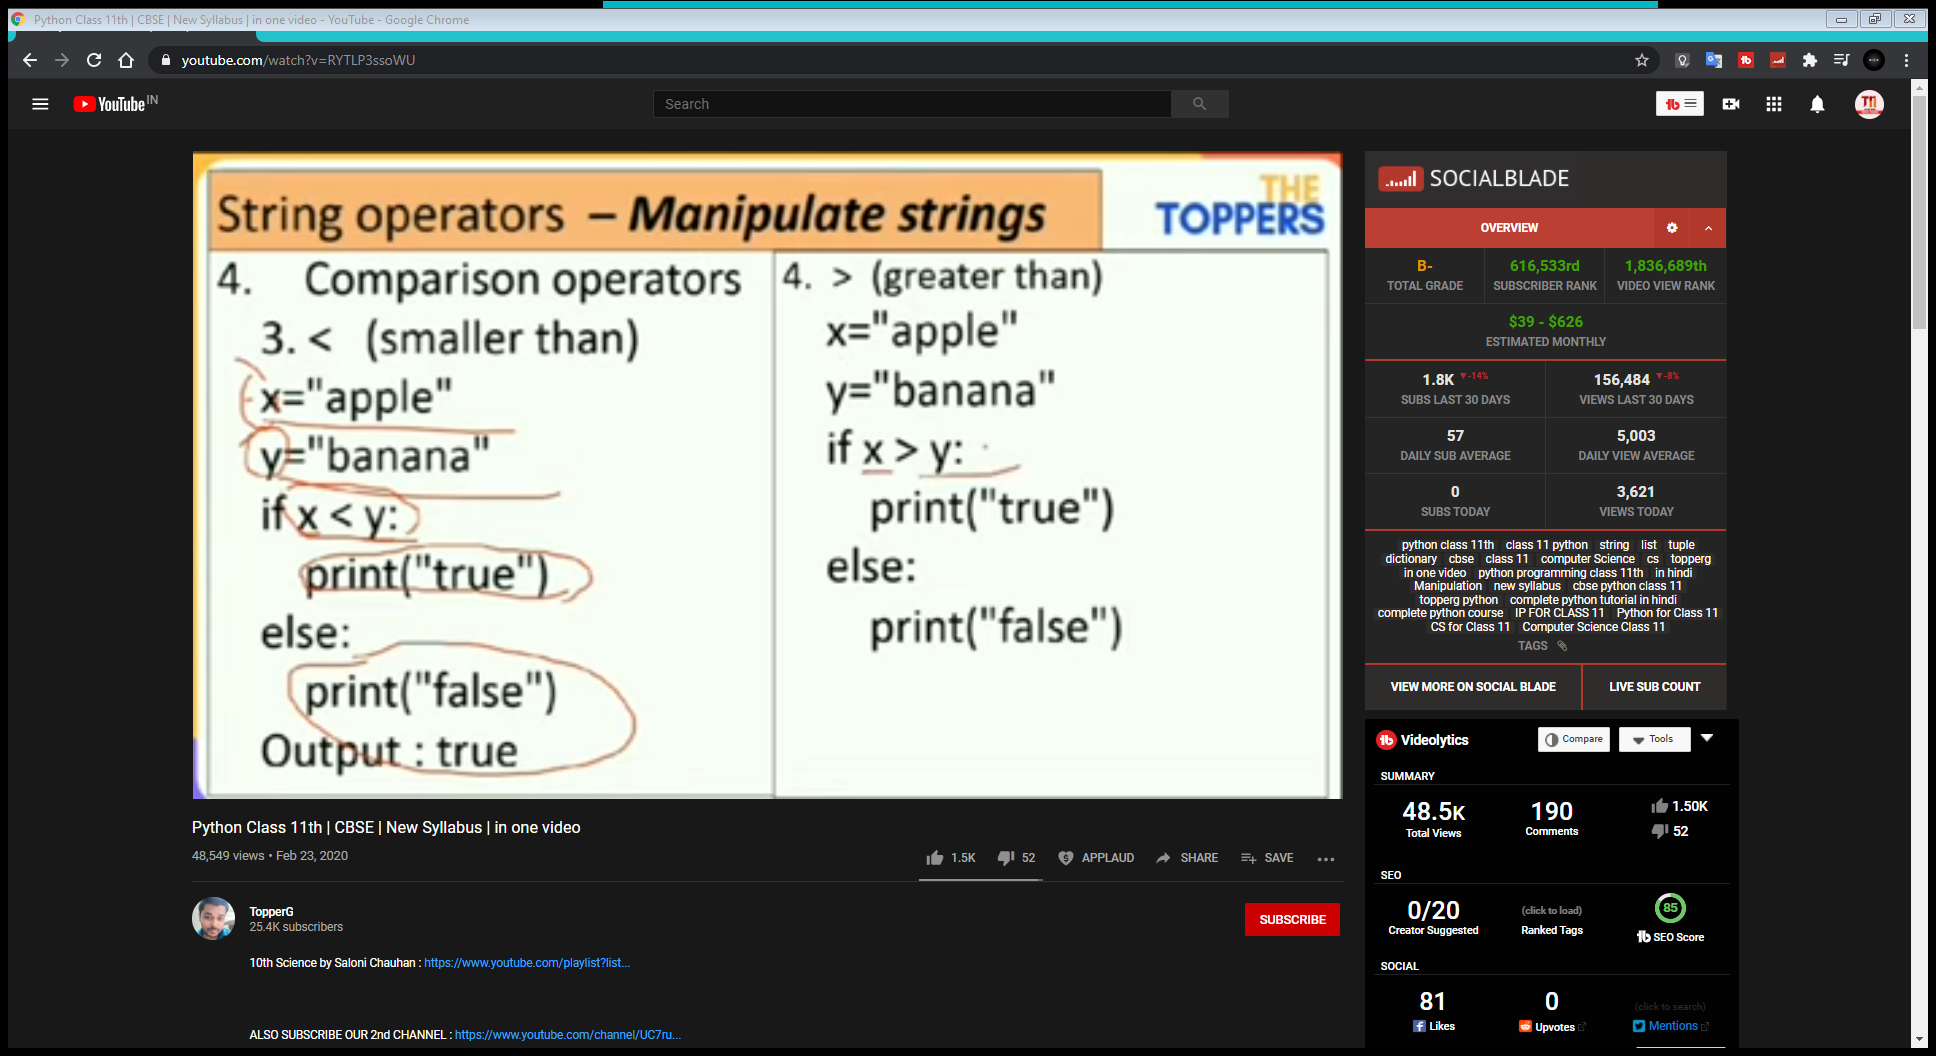 Python Class 11th | CBSE | New Syllabus | in one video - YouTube - Google Chrome
youtube.com/watch?v=RYTLP3ssoWU
YouTube IN
Search
String operators – Manipulate strings
THE
TOPPERS
4. Comparison operators
3. < (smaller than)
x="apple"
y="banana"
if x < y:
print("true")
else:
print("false")
Output : true
4. > (greater than)
x="apple"
y="banana"
if x > y:
print("true")
else:
print("false")
Python Class 11th | CBSE | New Syllabus | in one video
48,549 views • Feb 23, 2020
1.5K 52 APPLAUD SHARE SAVE
TopperG
25.4K subscribers
SUBSCRIBE
10th Science by Saloni Chauhan : https://www.youtube.com/playlist?list...
ALSO SUBSCRIBE OUR 2nd CHANNEL : https://www.youtube.com/channel/UC7ru...
SOCIALBLADE
OVERVIEW
B- 616,533rd 1,836,689th
TOTAL GRADE SUBSCRIBER RANK VIDEO VIEW RANK
$39 - $626
ESTIMATED MONTHLY
1.8K ▼-14% 156,484 ▼-8%
SUBS LAST 30 DAYS VIEWS LAST 30 DAYS
57 5,003
DAILY SUB AVERAGE DAILY VIEW AVERAGE
0 3,621
SUBS TODAY VIEWS TODAY
python class 11th class 11 python string list tuple
dictionary cbse class 11 computer Science cs topperg
in one video python programming class 11th in hindi
Manipulation new syllabus cbse python class 11
topperg python complete python tutorial in hindi
complete python course IP FOR CLASS 11 Python for Class 11
CS for Class 11 Computer Science Class 11
TAGS
VIEW MORE ON SOCIAL BLADE LIVE SUB COUNT
tb Videolytics Compare Tools
SUMMARY
48.5K 190 1.50K
Total Views Comments 52
SEO
0/20 (click to load) 85
Creator Suggested Ranked Tags tb SEO Score
SOCIAL
81 0 (click to search)
Likes Upvotes Mentions